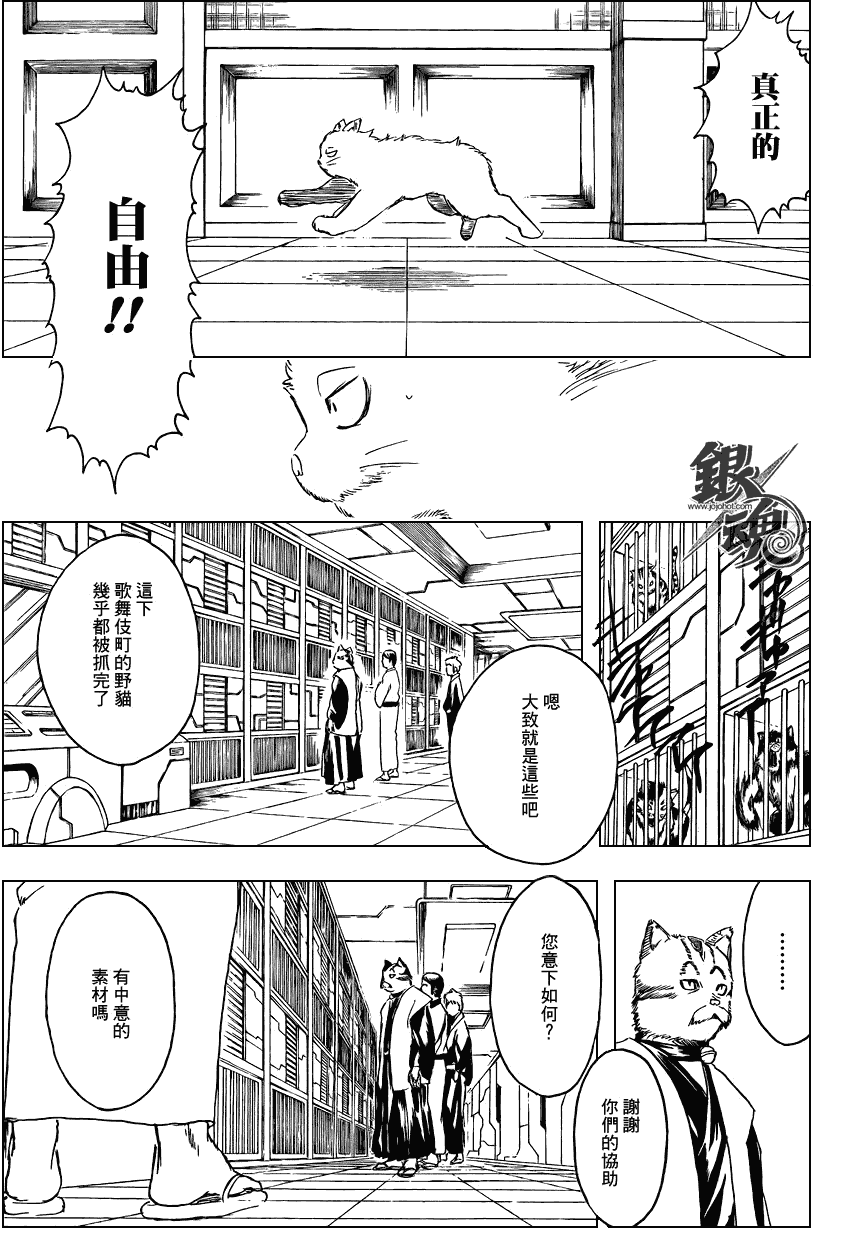 真正的
自由!!
銀魂
www.jojohot.com
嗯
大致就是這些吧
這下
歌舞伎町的野貓
幾乎都被抓完了
………
謝謝
你們的協助
您意下如何?
有中意的
素材嗎